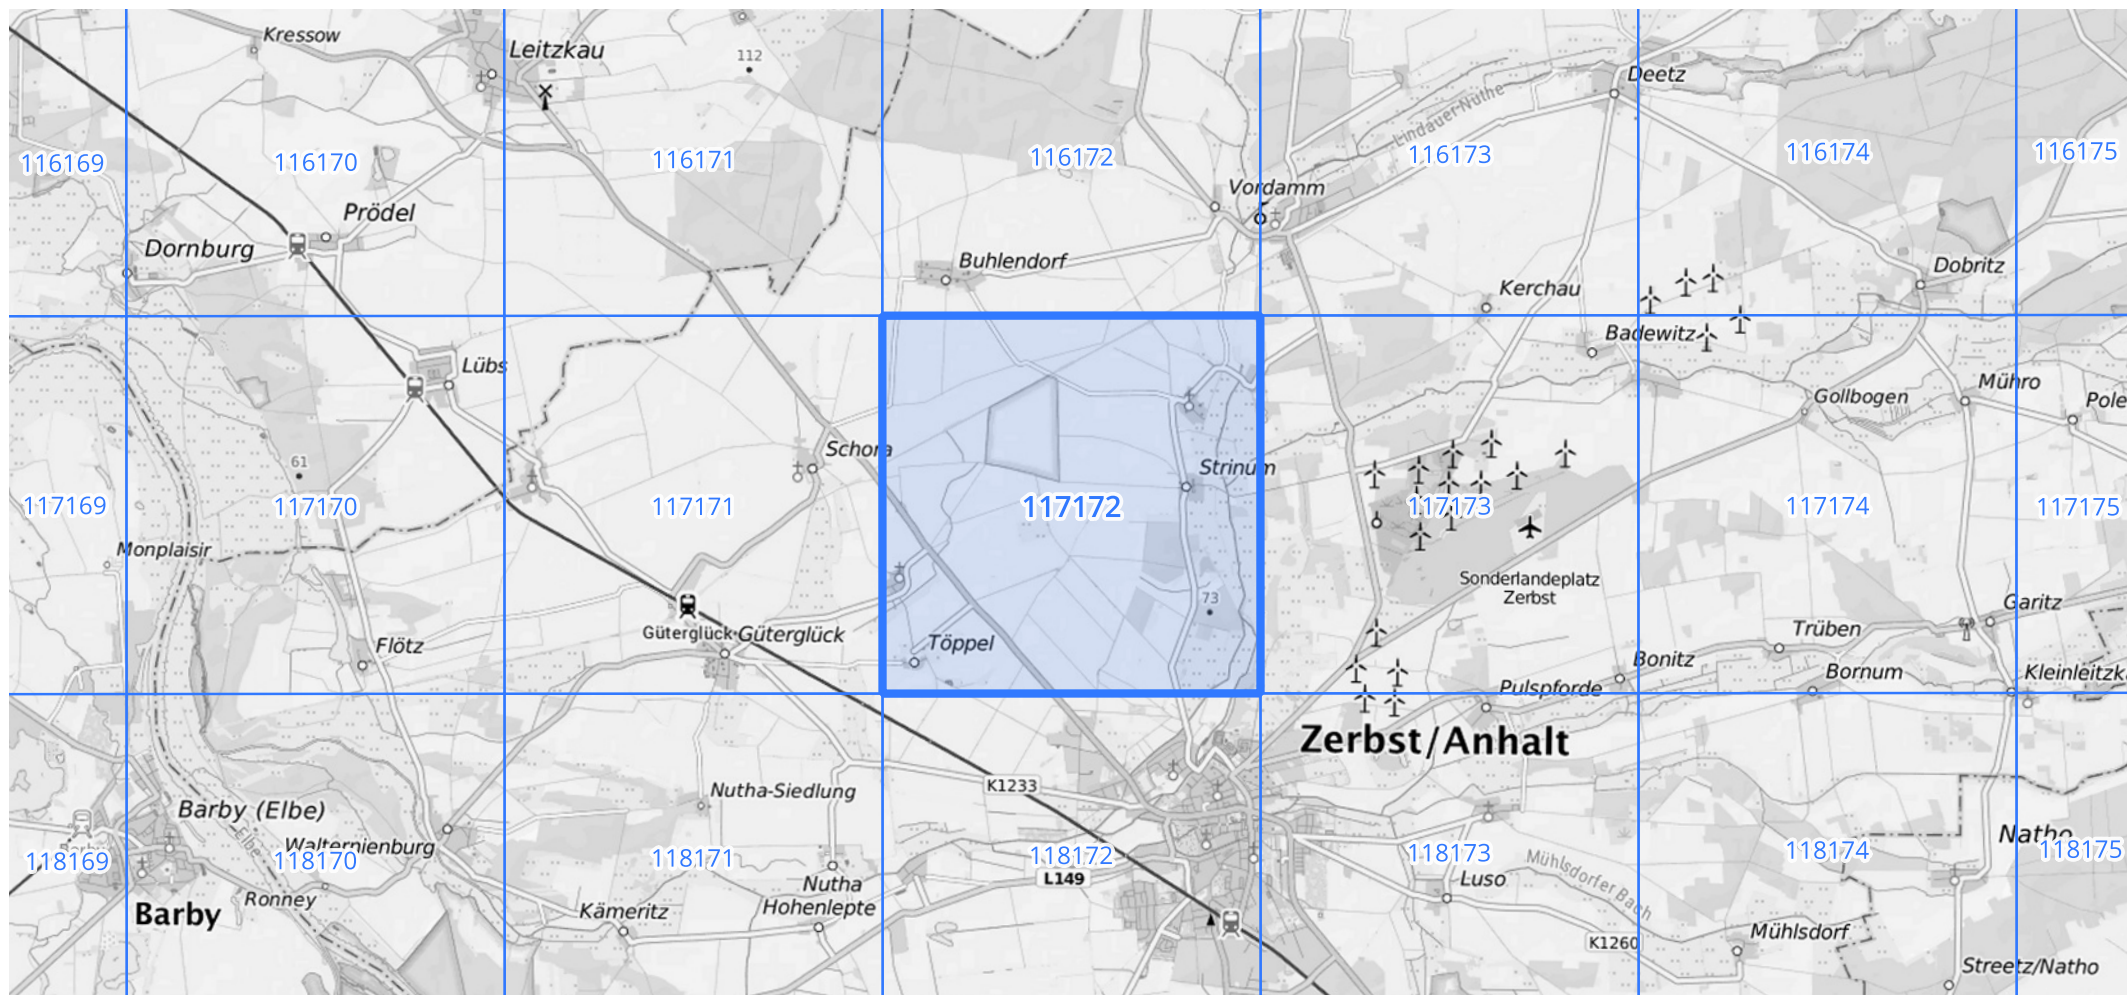 Kressow
Leitzkau
112
Deetz
Lindauer Nuthe
116169
116170
116171
116172
116173
116174
116175
Vordamm
Prödel
Dornburg
Buhlendorf
Dobritz
Kerchau
Badewitz
Lübs
Mühro
Gollbogen
Pole
Schora
61
Strinum
117169
117170
117171
117172
117173
117174
117175
Monplaisir
Sonderlandeplatz
Zerbst
73
Garitz
Güterglück
Güterglück
Töppel
Trüben
Flötz
Bonitz
Bornum
Kleinleitzk
Pulspforde
Zerbst/Anhalt
K1233
Nutha-Siedlung
Barby (Elbe)
Elbe
Walternienburg
Natho
118169
118170
118171
118172
118173
118174
118175
L149
Mühlsdorfer Bach
Luso
Nutha
Hohenlepte
Ronney
Barby
Kämeritz
K1260
Mühlsdorf
Streetz/Natho